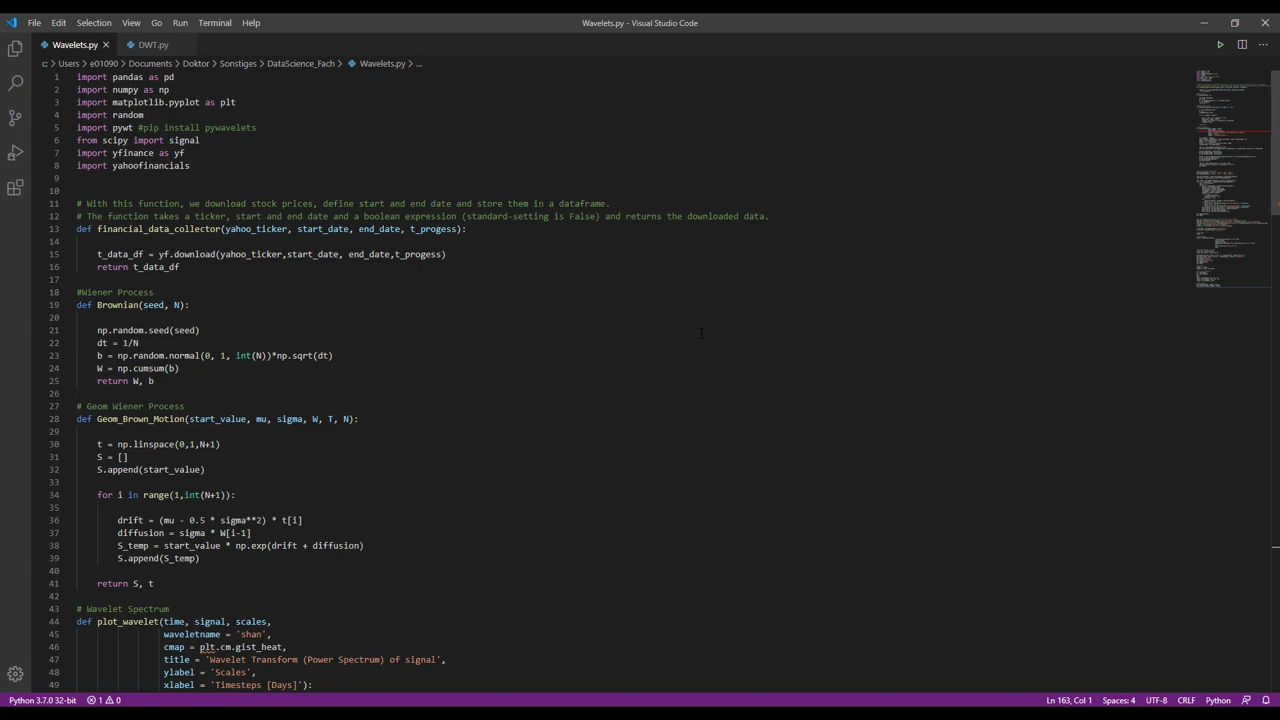 File Edit Selection View Go Run Terminal Help Wavelets.py - Visual Studio Code
Wavelets.py DWT.py
c: > Users > e01090 > Documents > Doktor > Sonstiges > DataScience_Fach > Wavelets.py > ...
1 import pandas as pd
2 import numpy as np
3 import matplotlib.pyplot as plt
4 import random
5 import pywt #pip install pywavelets
6 from scipy import signal
7 import yfinance as yf
8 import yahoofinancials
9
10
11 # With this function, we download stock prices, define start and end date and store them in a dataframe.
12 # The function takes a ticker, start and end date and a boolean expression (standard-setting is False) and returns the downloaded data.
13 def financial_data_collector(yahoo_ticker, start_date, end_date, t_progess):
14
15 t_data_df = yf.download(yahoo_ticker,start_date, end_date,t_progess)
16 return t_data_df
17
18 #Wiener Process
19 def Brownian(seed, N):
20
21 np.random.seed(seed)
22 dt = 1/N
23 b = np.random.normal(0, 1, int(N))*np.sqrt(dt)
24 W = np.cumsum(b)
25 return W, b
26
27 # Geom Wiener Process
28 def Geom_Brown_Motion(start_value, mu, sigma, W, T, N):
29
30 t = np.linspace(0,1,N+1)
31 S = []
32 S.append(start_value)
33
34 for i in range(1,int(N+1)):
35
36 drift = (mu - 0.5 * sigma**2) * t[i]
37 diffusion = sigma * W[i-1]
38 S_temp = start_value * np.exp(drift + diffusion)
39 S.append(S_temp)
40
41 return S, t
42
43 # Wavelet Spectrum
44 def plot_wavelet(time, signal, scales,
45 waveletname = 'shan',
46 cmap = plt.cm.gist_heat,
47 title = 'Wavelet Transform (Power Spectrum) of signal',
48 ylabel = 'Scales',
49 xlabel = 'Timesteps [Days]'):
Python 3.7.0 32-bit 1 0 Ln 163, Col 1 Spaces: 4 UTF-8 CRLF Python